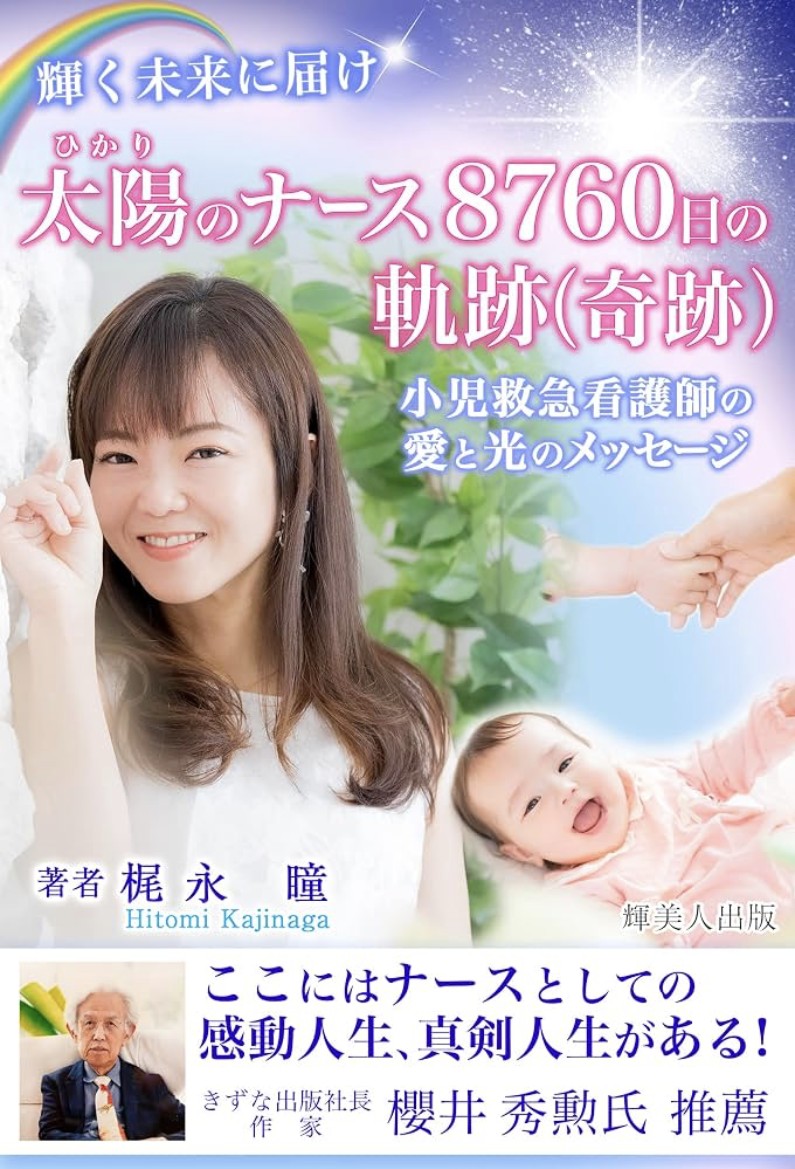 輝く未来に届け
ひかり
太陽のナース8760日の
軌跡(奇跡)
小児救急看護師の
愛と光のメッセージ
著者 梶永 瞳
Hitomi Kajinaga
輝美人出版
ここにはナースとしての
感動人生、真剣人生がある!
きずな出版社長
作 家
櫻井 秀勲氏 推薦